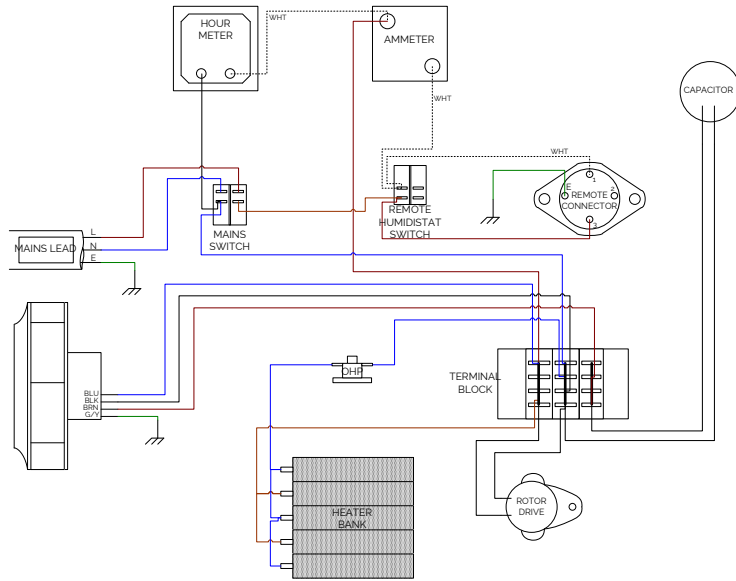 HOUR
METER
WHT
AMMETER
WHT
CAPACITOR
WHT
1
E
2
REMOTE
CONNECTOR
3
REMOTE
HUMIDISTAT
SWITCH
MAINS
SWITCH
L
MAINS LEAD
N
E
OHP
TERMINAL
BLOCK
BLU
BLK
BRN
G/Y
HEATER
BANK
ROTOR
DRIVE